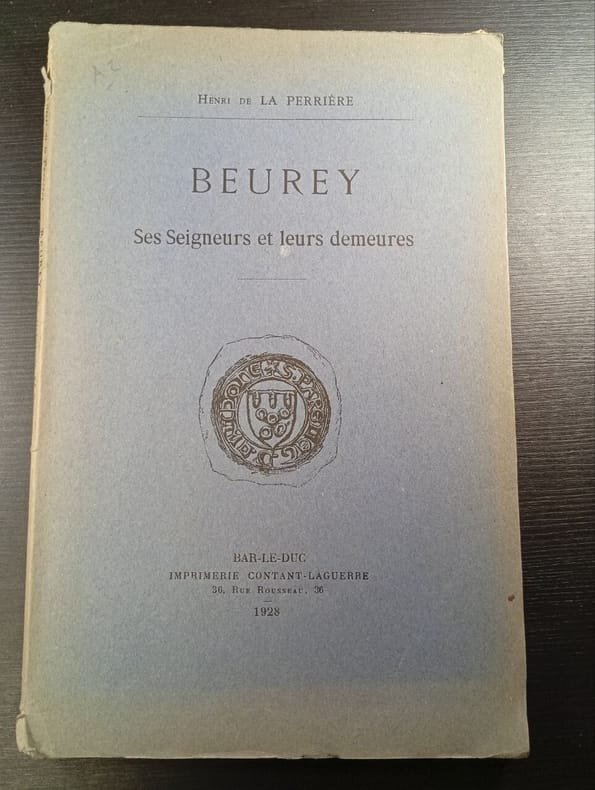 A2
HENRI DE LA PERRIÈRE
BEUREY
Ses Seigneurs et leurs demeures
BAR-LE-DUC
IMPRIMERIE CONTANT-LAGUERRE
36, RUE ROUSSEAU, 36
1928